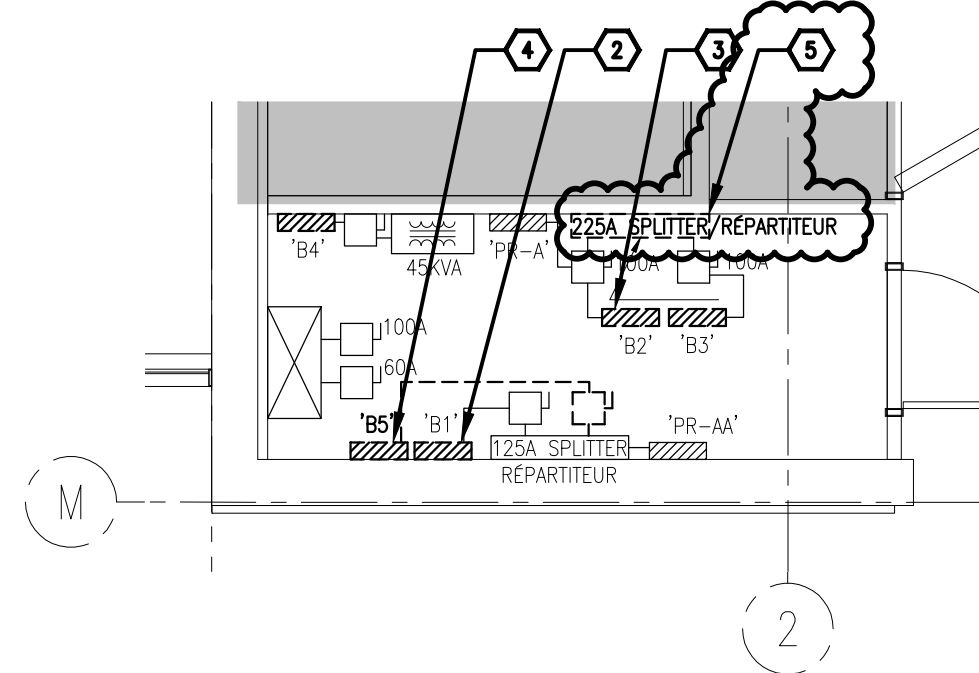 4
2
3
5
'B4'
45KVA
'PR-A'
225A SPLITTER/RÉPARTITEUR
100A
100A
100A
'B2'
'B3'
60A
'B5'
'B1'
'PR-AA'
125A SPLITTER
RÉPARTITEUR
M
2